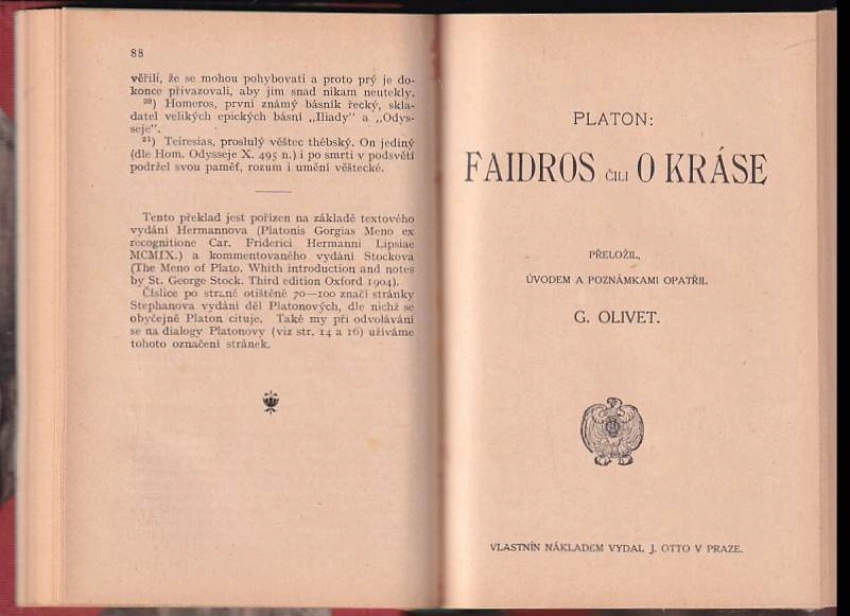 88
věřili, že se mohou pohybovati a proto prý je do-
konce přivazovali, aby jim snad nikam neutekly.
²⁰) Homeros, první známý básník řecký, skla-
datel velikých epických básní „Iliady" a „Odys-
seje".
²¹) Teiresias, proslulý věštec thébský. On jediný
(dle Hom. Odysseje X. 495 n.) i po smrti v podsvětí
podržel svou paměť, rozum i umění věštecké.
Tento překlad jest pořízen na základě textového
vydání Hermannova (Platonis Gorgias Meno ex
recognitione Car. Friderici Hermanni Lipsiae
MCMIX.) a kommentovaného vydání Stockova
(The Meno of Plato, Whith introduction and notes
by St. George Stock. Third edition Oxford 1904).
Číslice po straně otištěné 70—100 značí stránky
Stephanova vydání děl Platonových, dle nichž se
obyčejně Platon cituje. Také my při odvolávání
se na dialogy Platonovy (viz str. 14 a 16) užíváme
tohoto označení stránek.
PLATON:
FAIDROS ČILI O KRÁSE
PŘELOŽIL,
ÚVODEM A POZNÁMKAMI OPATŘIL
G. OLIVET.
VLASTNÍN NÁKLADEM VYDAL J. OTTO V PRAZE.